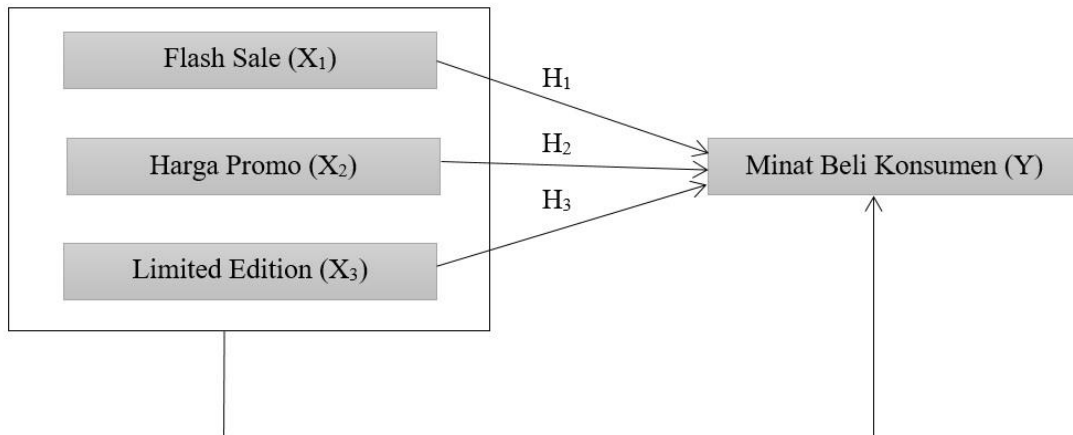 Flash Sale (X₁)
H₁
Harga Promo (X₂)
H₂
Minat Beli Konsumen (Y)
H₃
Limited Edition (X₃)